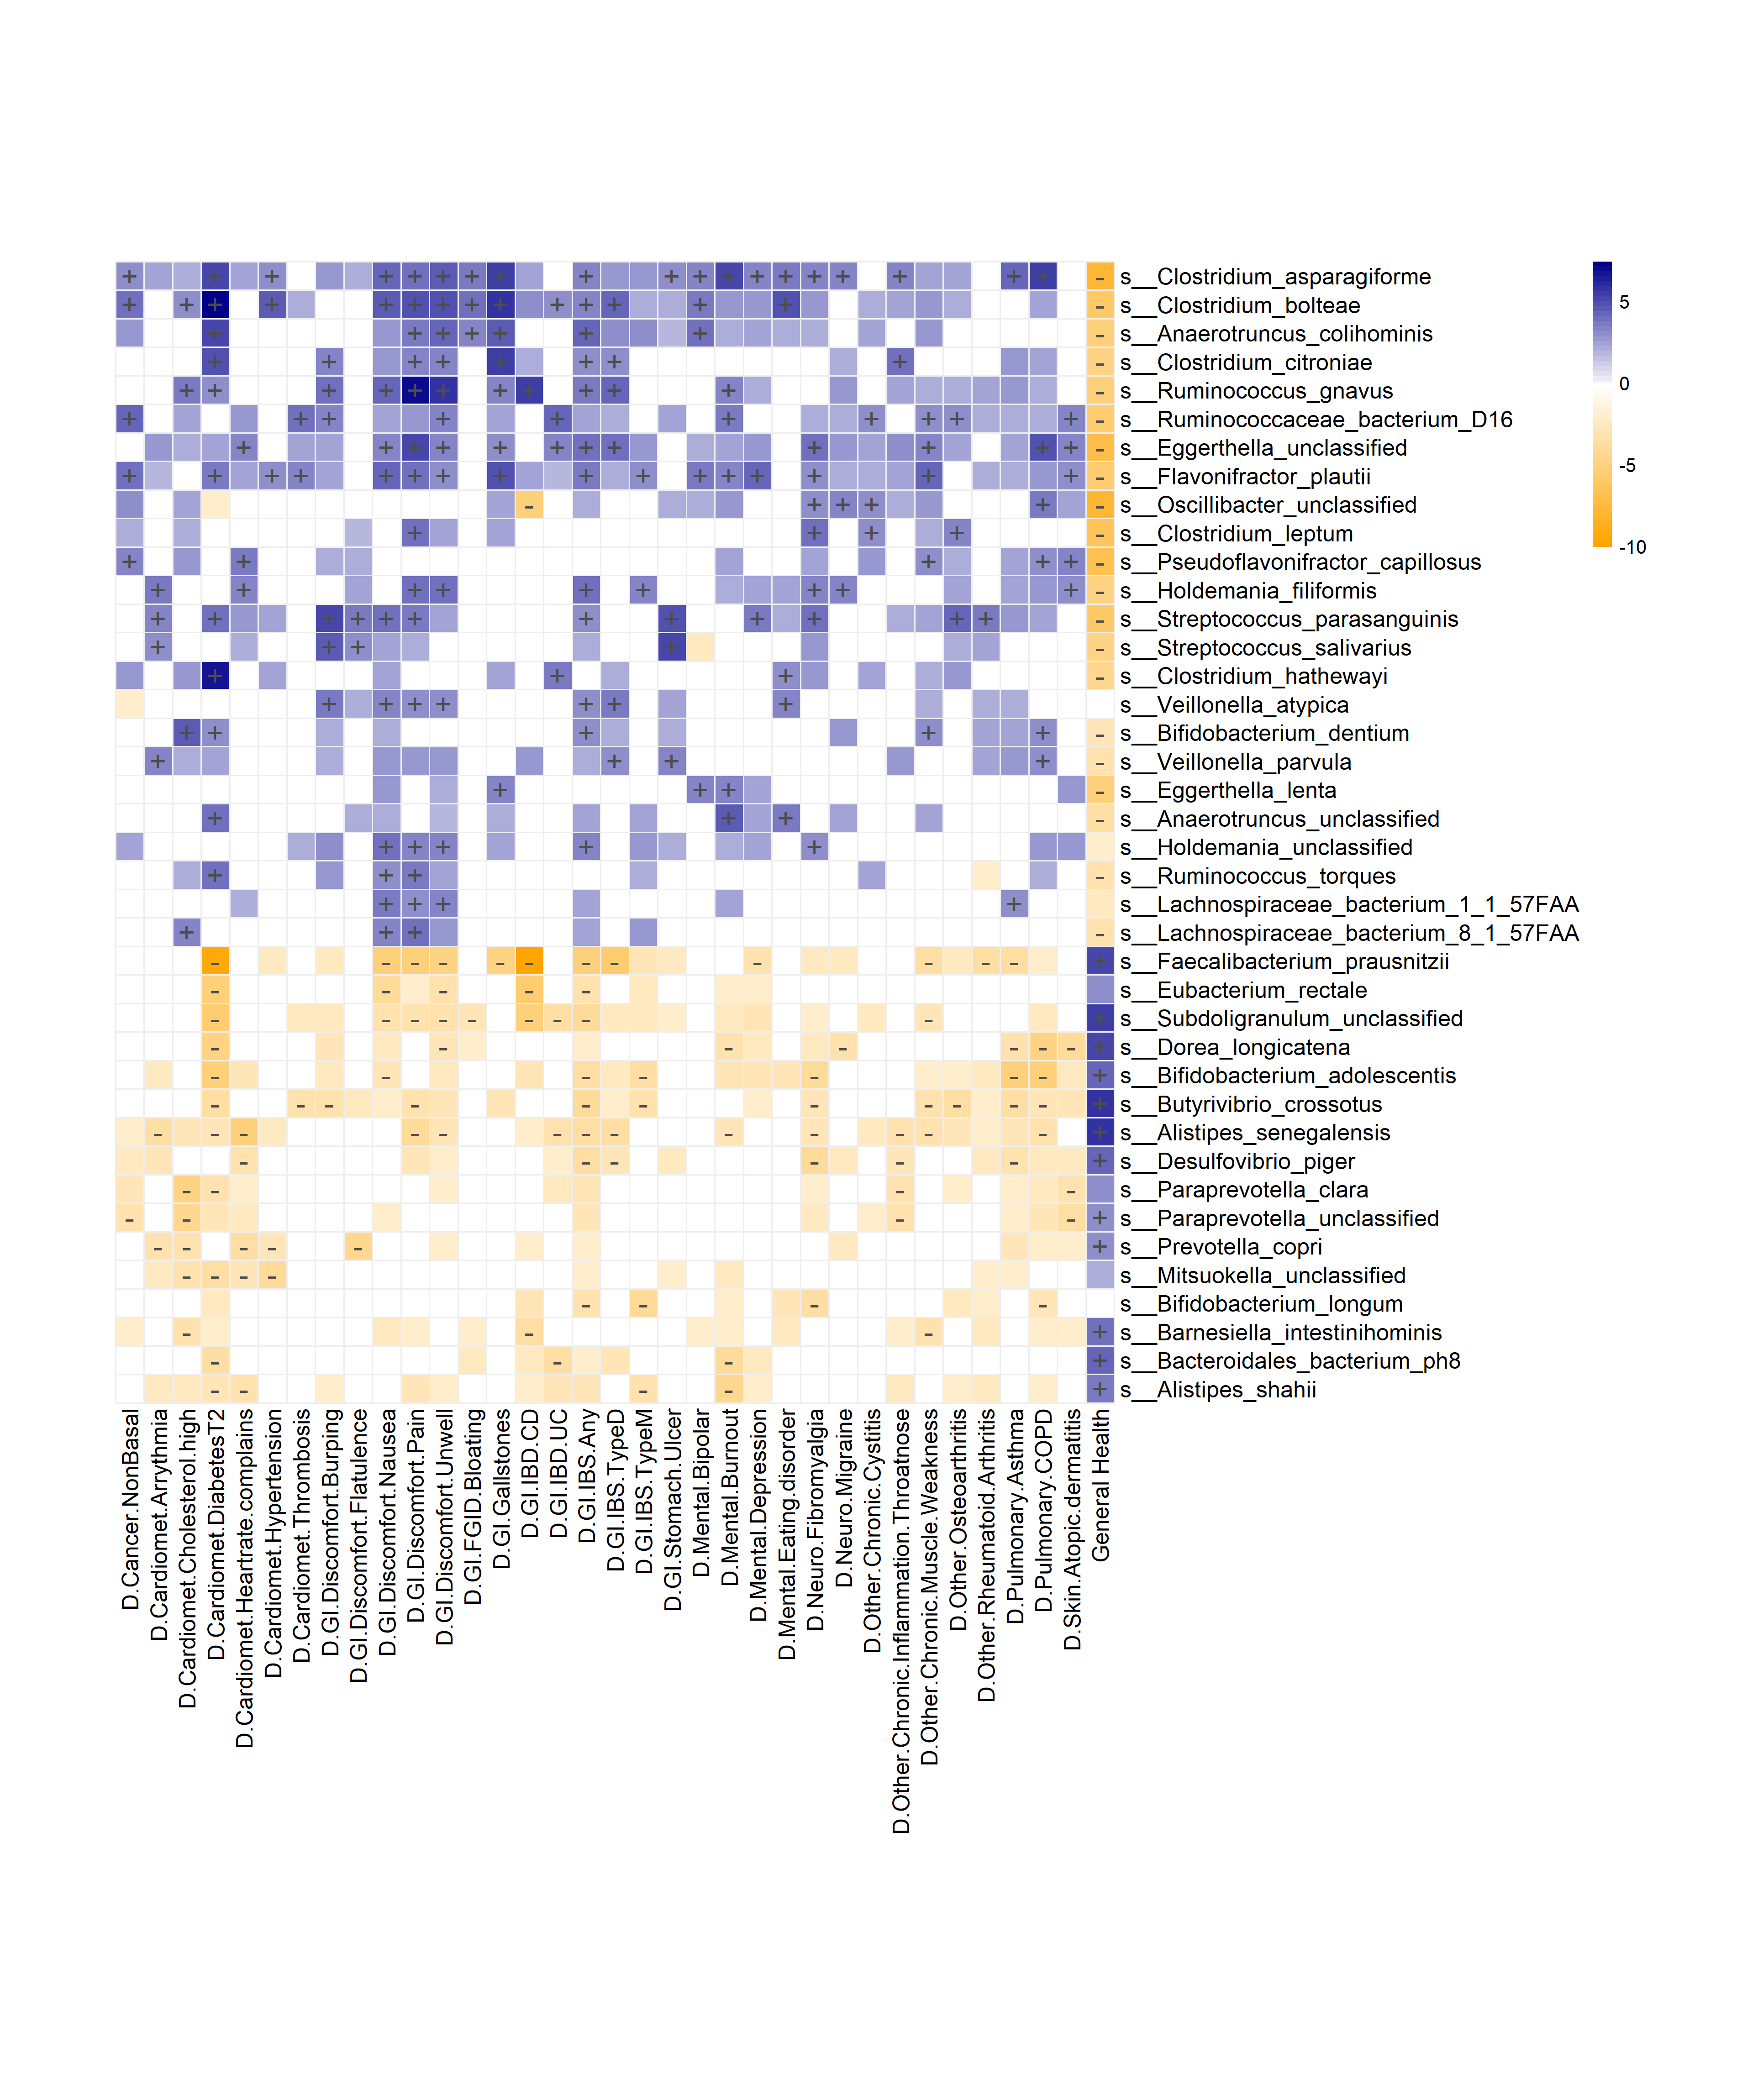 s__Clostridium_asparagiforme
s__Clostridium_bolteae
s__Anaerotruncus_colihominis
s__Clostridium_citroniae
s__Ruminococcus_gnavus
s__Ruminococcaceae_bacterium_D16
s__Eggerthella_unclassified
s__Flavonifractor_plautii
s__Oscillibacter_unclassified
s__Clostridium_leptum
s__Pseudoflavonifractor_capillosus
s__Holdemania_filiformis
s__Streptococcus_parasanguinis
s__Streptococcus_salivarius
s__Clostridium_hathewayi
s__Veillonella_atypica
s__Bifidobacterium_dentium
s__Veillonella_parvula
s__Eggerthella_lenta
s__Anaerotruncus_unclassified
s__Holdemania_unclassified
s__Ruminococcus_torques
s__Lachnospiraceae_bacterium_1_1_57FAA
s__Lachnospiraceae_bacterium_8_1_57FAA
s__Faecalibacterium_prausnitzii
s__Eubacterium_rectale
s__Subdoligranulum_unclassified
s__Dorea_longicatena
s__Bifidobacterium_adolescentis
s__Butyrivibrio_crossotus
s__Alistipes_senegalensis
s__Desulfovibrio_piger
s__Paraprevotella_clara
s__Paraprevotella_unclassified
s__Prevotella_copri
s__Mitsuokella_unclassified
s__Bifidobacterium_longum
s__Barnesiella_intestinihominis
s__Bacteroidales_bacterium_ph8
s__Alistipes_shahii
5
0
-5
-10
D.Cancer.NonBasal
D.Cardiomet.Arrythmia
D.Cardiomet.Cholesterol.high
D.Cardiomet.DiabetesT2
D.Cardiomet.Heartrate.complains
D.Cardiomet.Hypertension
D.Cardiomet.Thrombosis
D.GI.Discomfort.Burping
D.GI.Discomfort.Flatulence
D.GI.Discomfort.Nausea
D.GI.Discomfort.Pain
D.GI.Discomfort.Unwell
D.GI.FGID.Bloating
D.GI.Gallstones
D.GI.IBD.CD
D.GI.IBD.UC
D.GI.IBS.Any
D.GI.IBS.TypeD
D.GI.IBS.TypeM
D.GI.Stomach.Ulcer
D.Mental.Bipolar
D.Mental.Burnout
D.Mental.Depression
D.Mental.Eating.disorder
D.Neuro.Fibromyalgia
D.Neuro.Migraine
D.Other.Chronic.Cystitis
D.Other.Chronic.Inflammation.Throatnose
D.Other.Chronic.Muscle.Weakness
D.Other.Osteoarthritis
D.Other.Rheumatoid.Arthritis
D.Pulmonary.Asthma
D.Pulmonary.COPD
D.Skin.Atopic.dermatitis
General Health